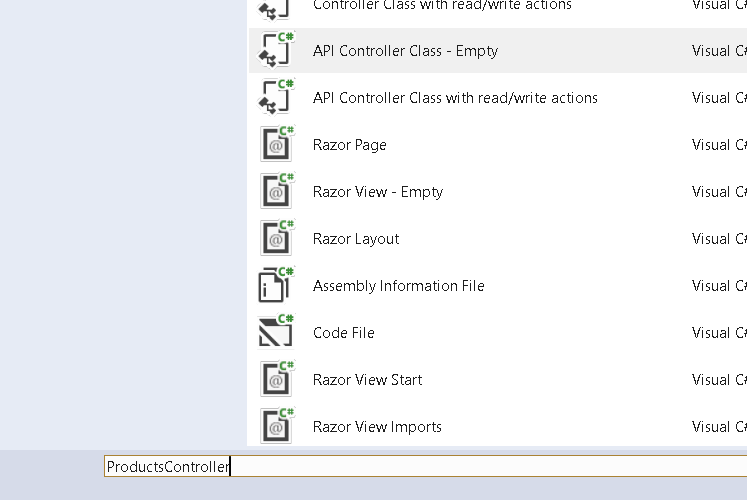 Controller Class with read/write actions Visual C#
C# API Controller Class - Empty Visual C#
C# API Controller Class with read/write actions Visual C#
C# @ Razor Page Visual C#
C# @ Razor View - Empty Visual C#
C# @ Razor Layout Visual C#
C# i Assembly Information File Visual C#
C# Code File Visual C#
C# @ Razor View Start Visual C#
C# @ Razor View Imports Visual C#
ProductsController